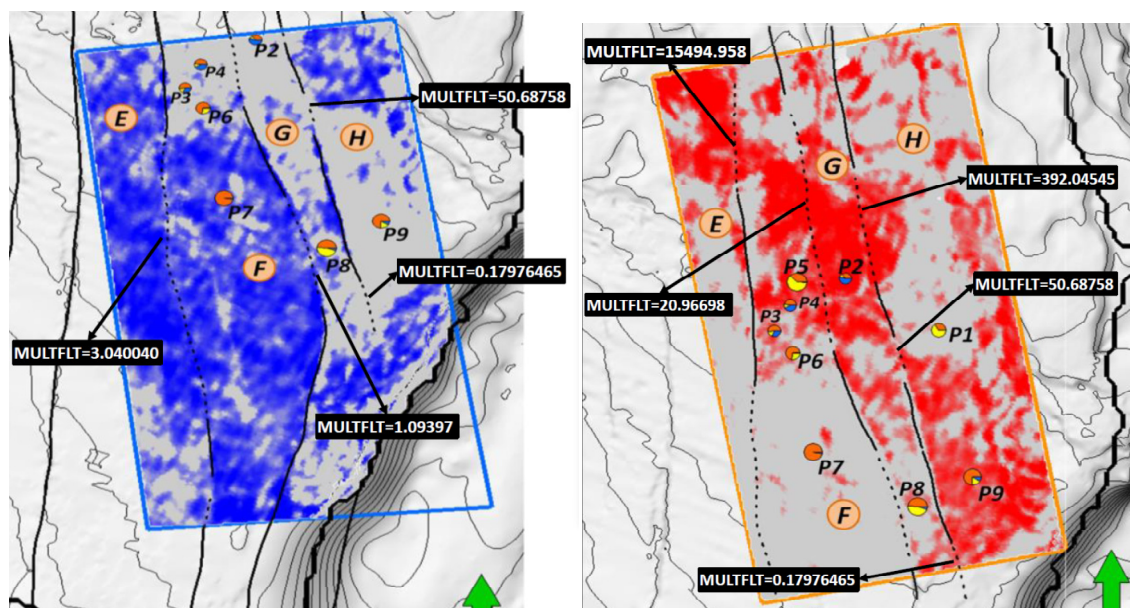 P2
P4
P3
P6
MULTFLT=50.68758
E
G
H
P7
P9
P8
F
MULTFLT=0.17976465
MULTFLT=3.040040
MULTFLT=1.09397
MULTFLT=15494.958
H
G
MULTFLT=392.04545
E
P5
P2
MULTFLT=50.68758
P4
MULTFLT=20.96698
P3
P1
P6
P7
P9
P8
F
MULTFLT=0.17976465